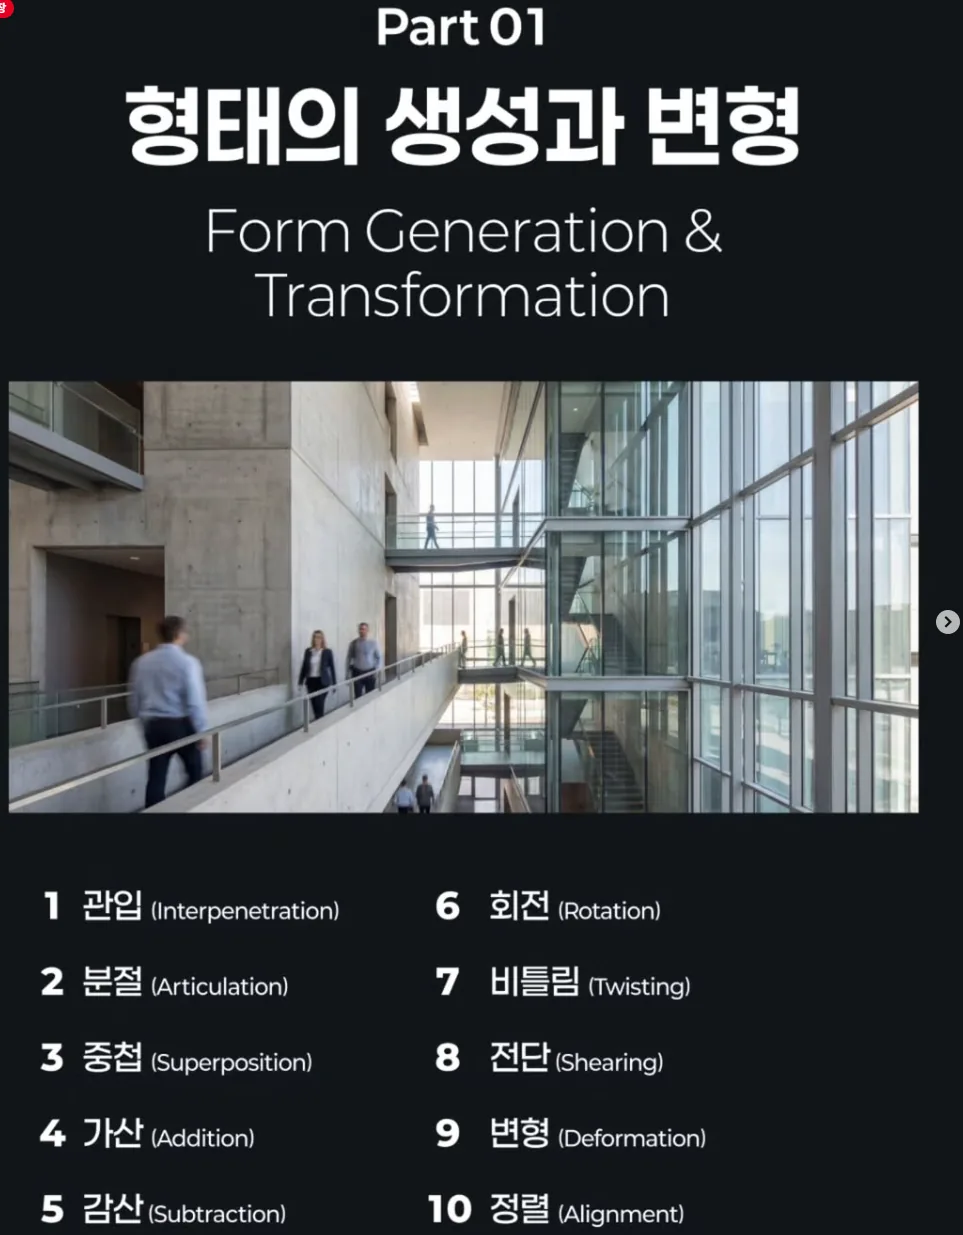 Part 01
형태의 생성과 변형
Form Generation &
Transformation
1 관입 (Interpenetration)
2 분절 (Articulation)
3 중첩 (Superposition)
4 가산 (Addition)
5 감산 (Subtraction)
6 회전 (Rotation)
7 비틀림 (Twisting)
8 전단 (Shearing)
9 변형 (Deformation)
10 정렬 (Alignment)